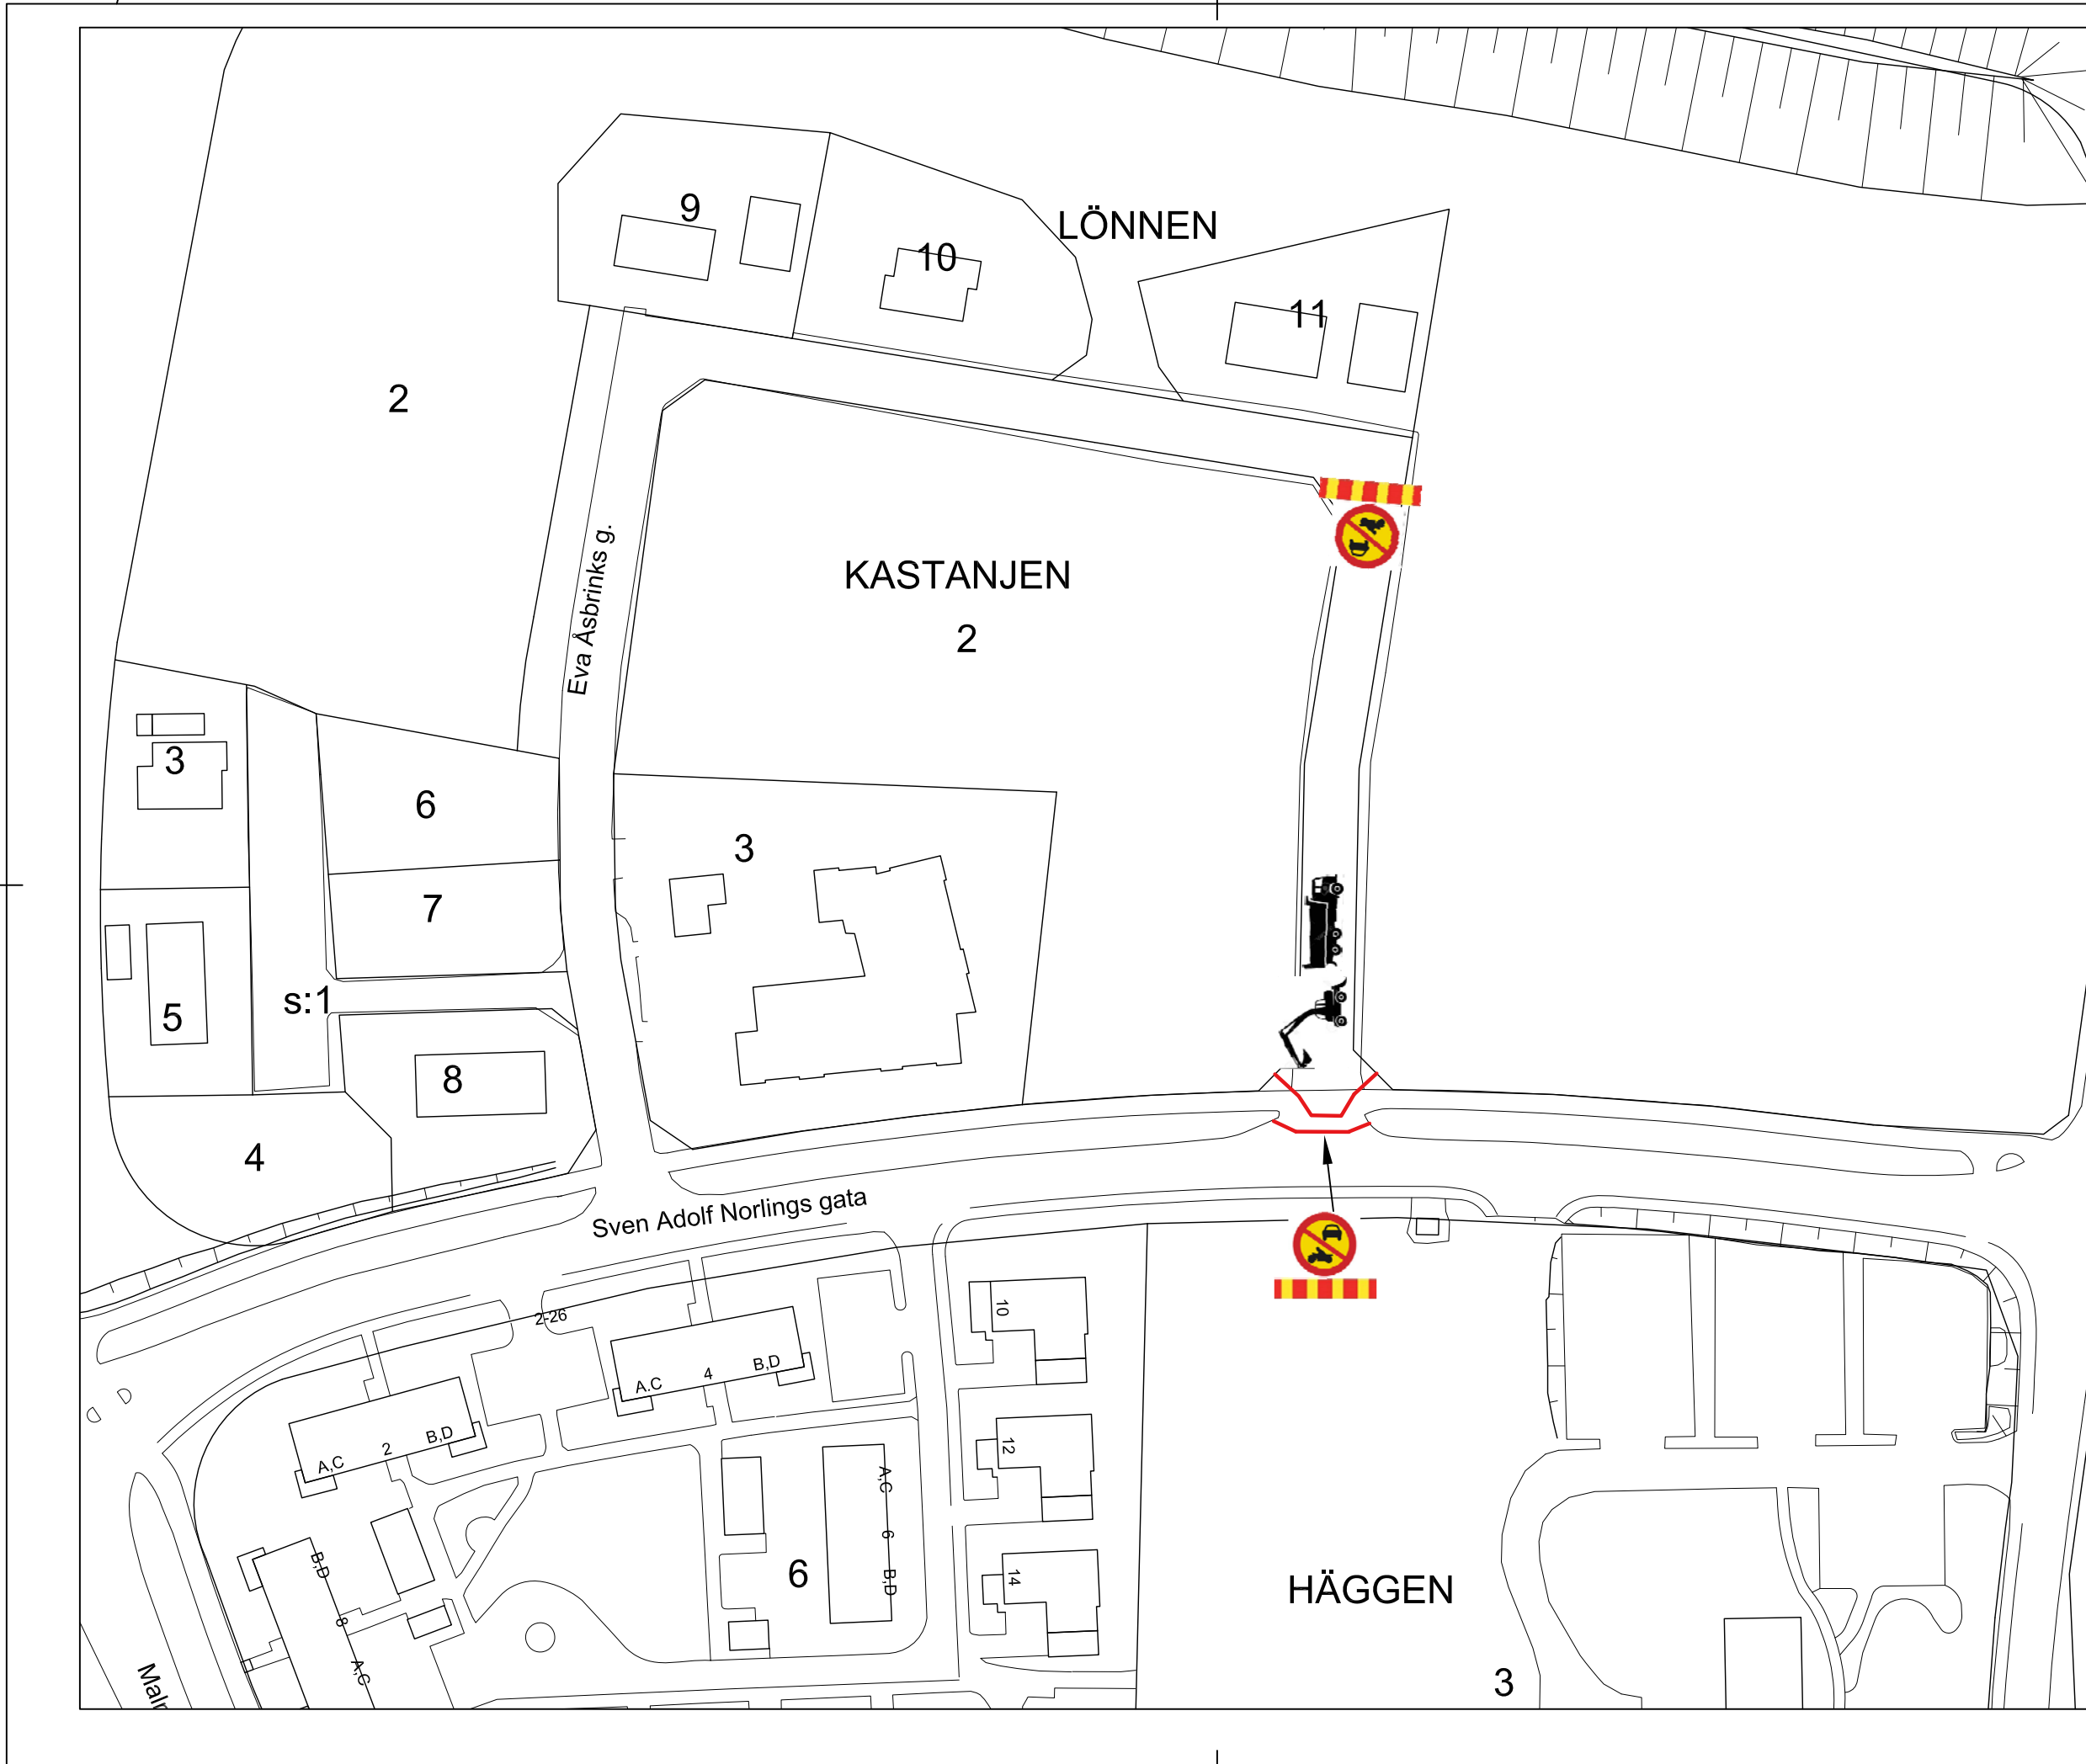 9
LÖNNEN
10
11
2
Eva Åsbrinks g.
KASTANJEN
2
3
6
3
7
s:1
5
8
4
Sven Adolf Norlings gata
10
2-26
A.C 4 B,D
A,C 2 B,D
12
A,C 6 B,D
14
B,D 8 A,C
6
HÄGGEN
3